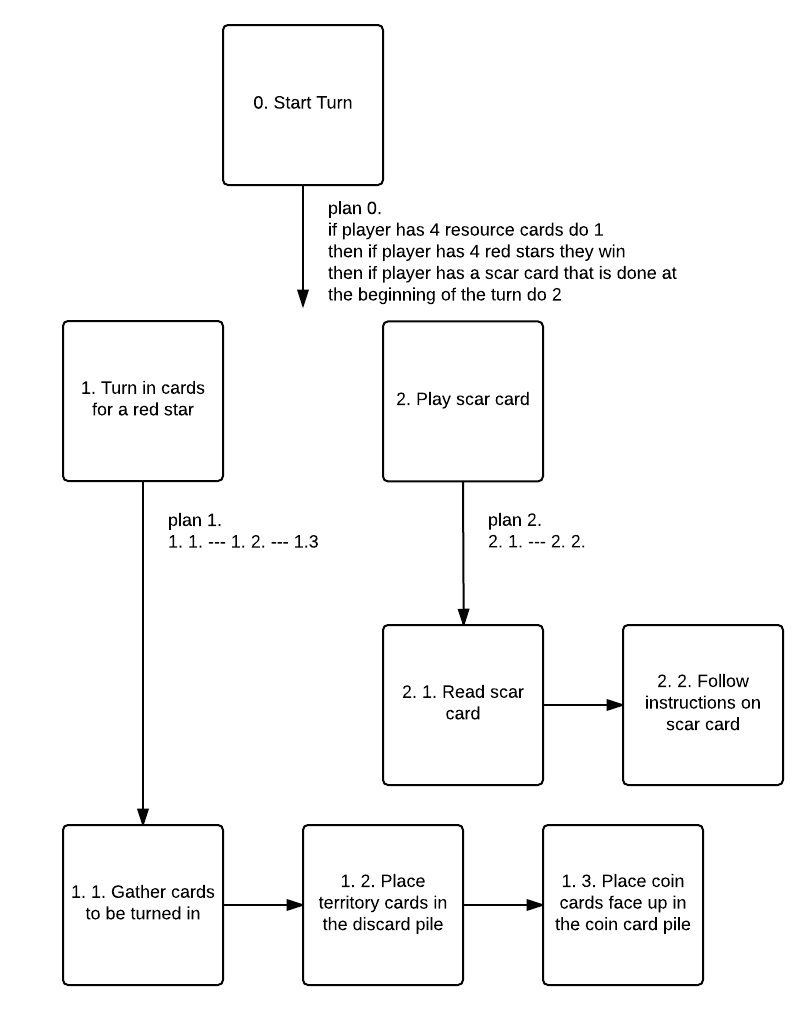 0. Start Turn
plan 0.
if player has 4 resource cards do 1
then if player has 4 red stars they win
then if player has a scar card that is done at
the beginning of the turn do 2
1. Turn in cards
for a red star
2. Play scar card
plan 1.
1. 1. --- 1. 2. --- 1.3
plan 2.
2. 1. --- 2. 2.
2. 1. Read scar
card
2. 2. Follow
instructions on
scar card
1. 1. Gather cards
to be turned in
1. 2. Place
territory cards in
the discard pile
1. 3. Place coin
cards face up in
the coin card pile